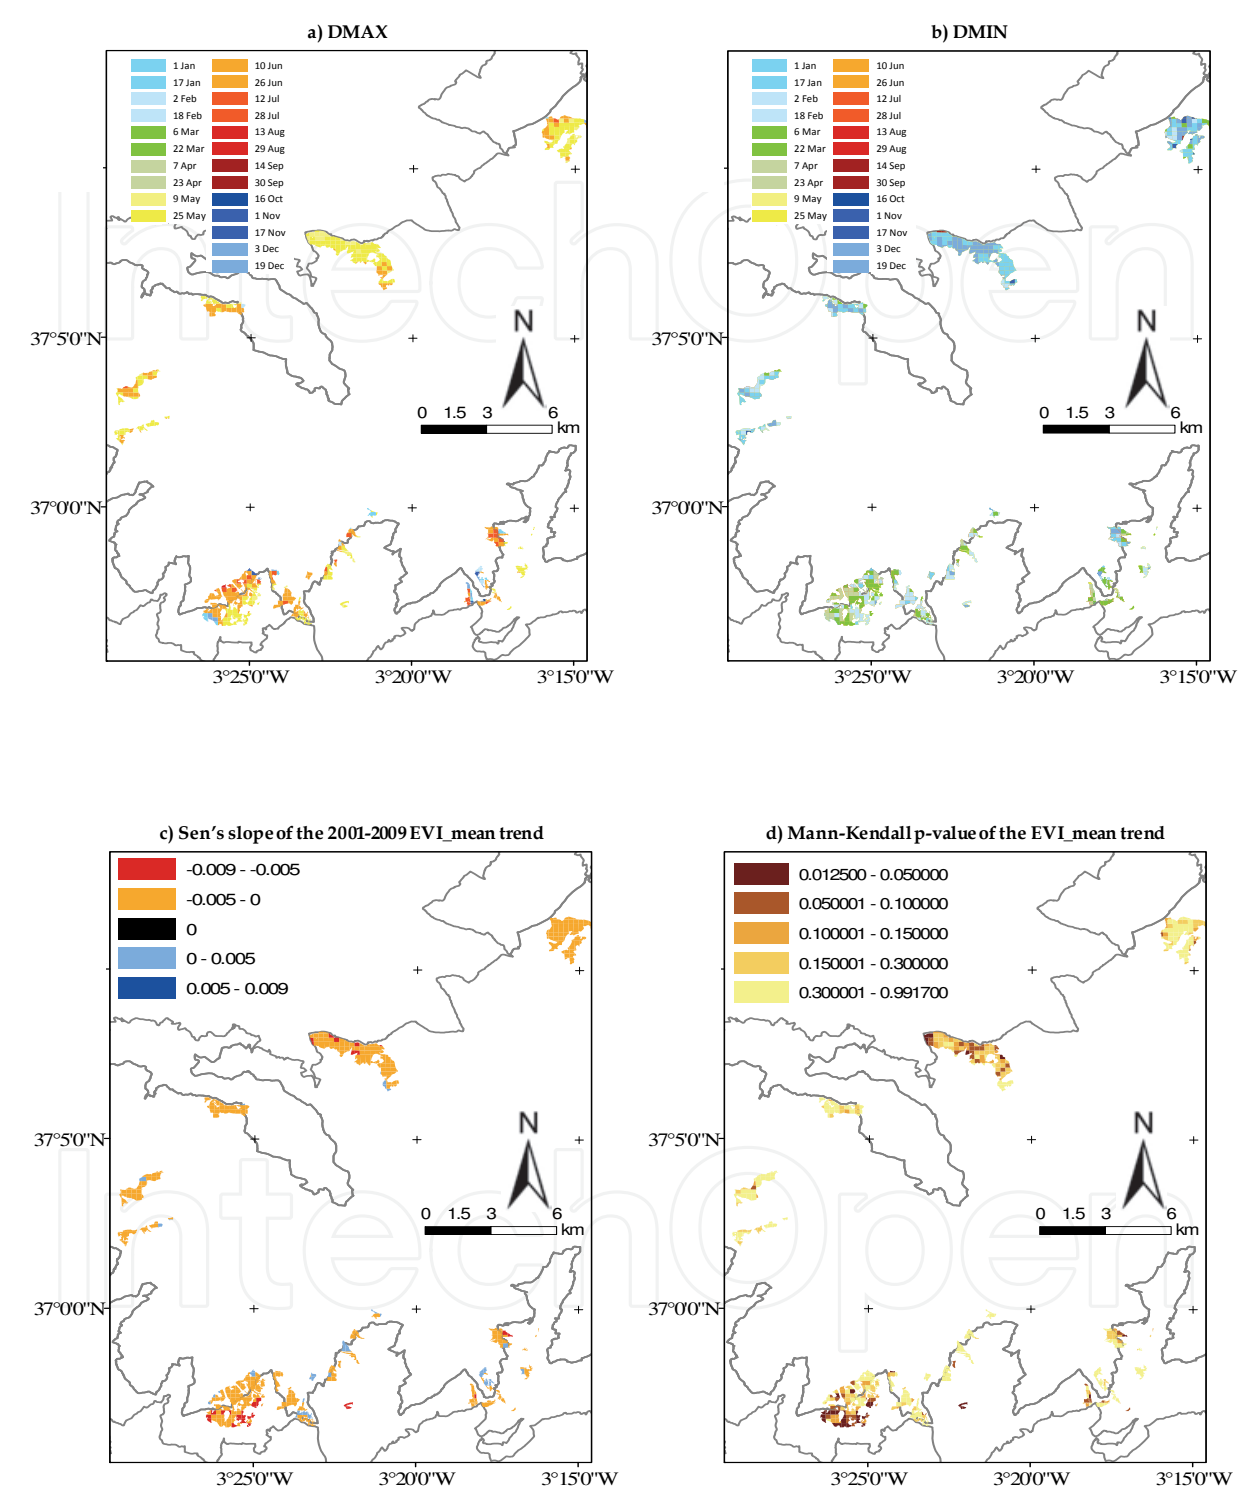 a) DMAX
1 Jan 10 Jun
17 Jan 26 Jun
2 Feb 12 Jul
18 Feb 28 Jul
6 Mar 13 Aug
22 Mar 29 Aug
7 Apr 14 Sep
23 Apr 30 Sep
9 May 16 Oct
25 May 1 Nov
17 Nov
3 Dec
19 Dec
N
0 1.5 3 6
km
37°5'0"N
37°0'0"N
3°25'0"W 3°20'0"W 3°15'0"W
b) DMIN
1 Jan 10 Jun
17 Jan 26 Jun
2 Feb 12 Jul
18 Feb 28 Jul
6 Mar 13 Aug
22 Mar 29 Aug
7 Apr 14 Sep
23 Apr 30 Sep
9 May 16 Oct
25 May 1 Nov
17 Nov
3 Dec
19 Dec
N
0 1.5 3 6
km
37°5'0"N
37°0'0"N
3°25'0"W 3°20'0"W 3°15'0"W
c) Sen's slope of the 2001-2009 EVI_mean trend
-0.009 - -0.005
-0.005 - 0
0
0 - 0.005
0.005 - 0.009
N
0 1.5 3 6
km
37°5'0"N
37°0'0"N
3°25'0"W 3°20'0"W 3°15'0"W
d) Mann-Kendall p-value of the EVI_mean trend
0.012500 - 0.050000
0.050001 - 0.100000
0.100001 - 0.150000
0.150001 - 0.300000
0.300001 - 0.991700
N
0 1.5 3 6
km
37°5'0"N
37°0'0"N
3°25'0"W 3°20'0"W 3°15'0"W
IntechOpen
IntechOpen